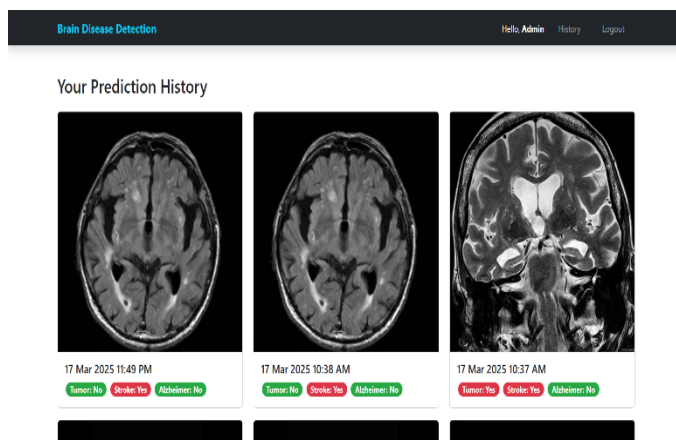 Brain Disease Detection Hello, Admin History Logout
Your Prediction History
17 Mar 2025 11:49 PM 17 Mar 2025 10:38 AM 17 Mar 2025 10:37 AM
Tumor: No Stroke: Yes Alzheimer: No Tumor: No Stroke: Yes Alzheimer: No Tumor: Yes Stroke: Yes Alzheimer: No